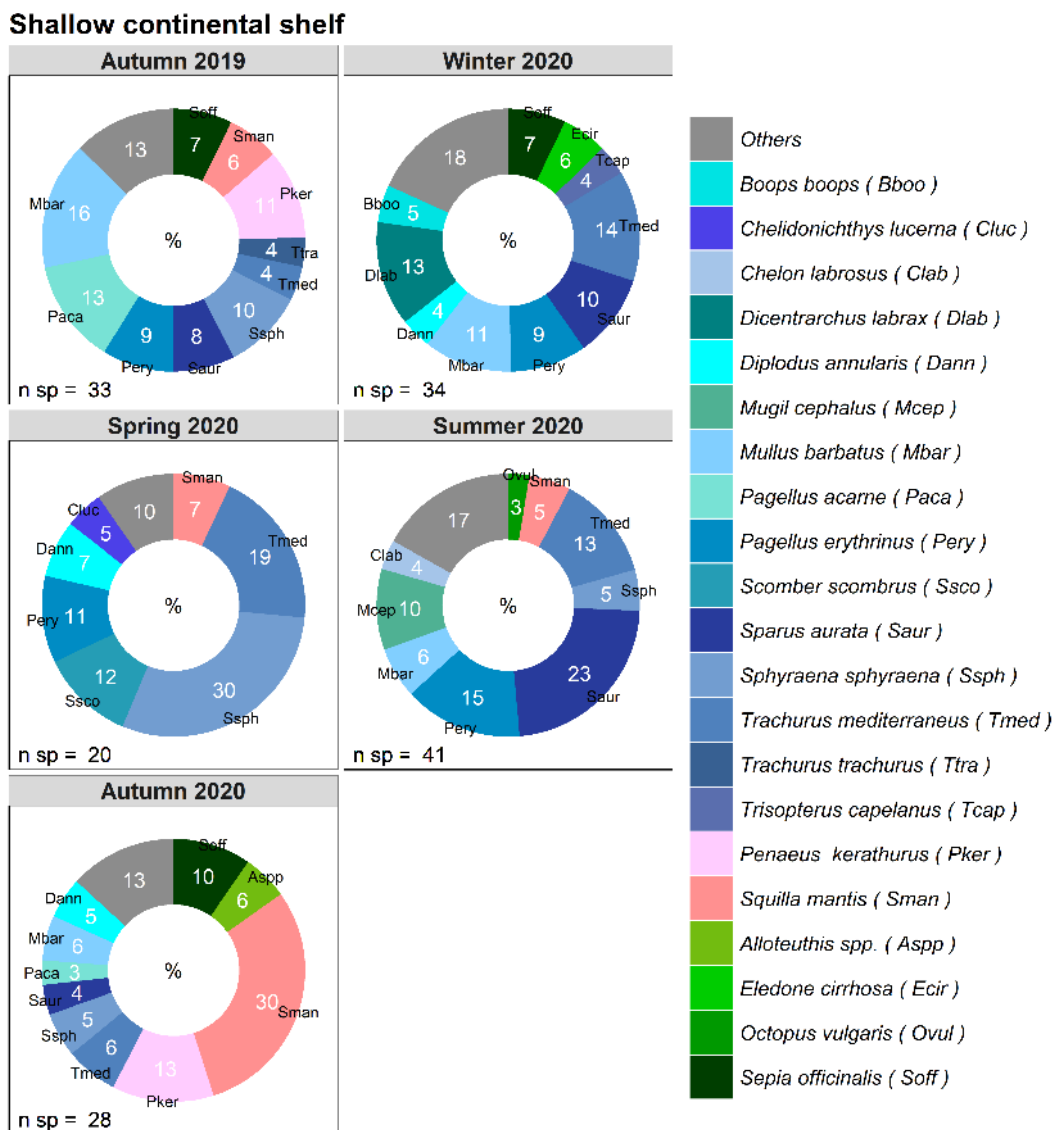 Shallow continental shelf
Autumn 2019
Soff
7
Sman
6
Pker
11
Ttra
4
Tmed
4
Ssph
10
Saur
8
Pery
9
Paca
13
Mbar
16
13
%
n sp = 33
Winter 2020
Soff
7
Ecir
6
Tcap
4
Tmed
14
Saur
10
Pery
9
Mbar
11
Dann
4
Dlab
13
Bboo
5
18
%
n sp = 34
Spring 2020
Sman
7
Tmed
19
Ssph
30
Ssco
12
Pery
11
Dann
7
Cluc
5
10
%
n sp = 20
Summer 2020
Ovul
3
Sman
5
Tmed
13
Ssph
5
Saur
23
Pery
15
Mbar
6
Mcep
10
Clab
4
17
%
n sp = 41
Autumn 2020
Soff
10
Aspp
6
Sman
30
Pker
13
Tmed
6
Ssph
5
Saur
4
Paca
3
Mbar
6
Dann
5
13
%
n sp = 28
Others
Boops boops ( Bboo )
Chelidonichthys lucerna ( Cluc )
Chelon labrosus ( Clab )
Dicentrarchus labrax ( Dlab )
Diplodus annularis ( Dann )
Mugil cephalus ( Mcep )
Mullus barbatus ( Mbar )
Pagellus acarne ( Paca )
Pagellus erythrinus ( Pery )
Scomber scombrus ( Ssco )
Sparus aurata ( Saur )
Sphyraena sphyraena ( Ssph )
Trachurus mediterraneus ( Tmed )
Trachurus trachurus ( Ttra )
Trisopterus capelanus ( Tcap )
Penaeus kerathurus ( Pker )
Squilla mantis ( Sman )
Alloteuthis spp. ( Aspp )
Eledone cirrhosa ( Ecir )
Octopus vulgaris ( Ovul )
Sepia officinalis ( Soff )